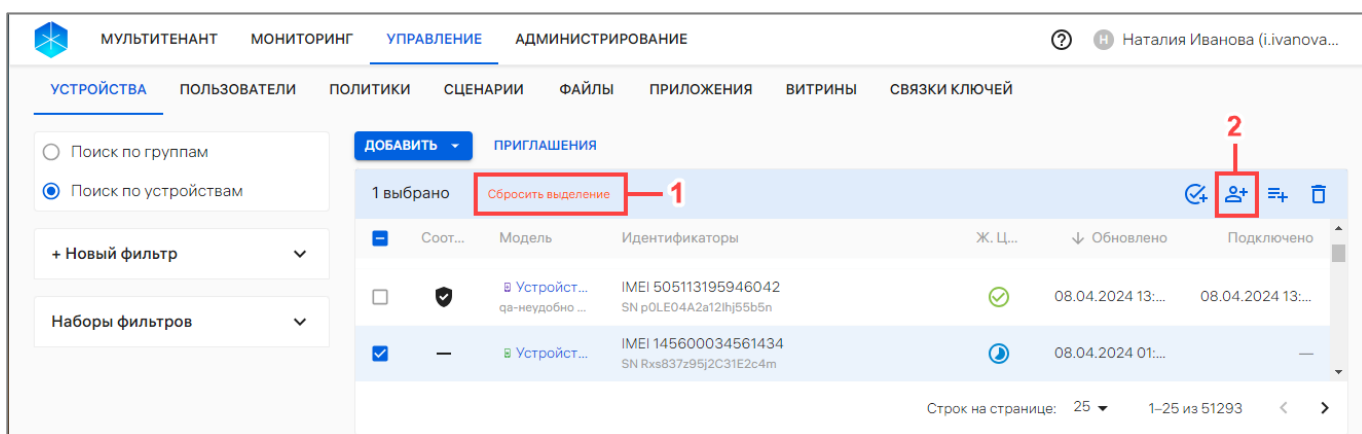 МУЛЬТИТЕНАНТ МОНИТОРИНГ УПРАВЛЕНИЕ АДМИНИСТРИРОВАНИЕ ? Н Наталия Иванова (i.ivanova...
УСТРОЙСТВА ПОЛЬЗОВАТЕЛИ ПОЛИТИКИ СЦЕНАРИИ ФАЙЛЫ ПРИЛОЖЕНИЯ ВИТРИНЫ СВЯЗКИ КЛЮЧЕЙ
2
Поиск по группам ДОБАВИТЬ ПРИГЛАШЕНИЯ
Поиск по устройствам 1 выбрано Сбросить выделение 1
+ Новый фильтр Соот... Модель Идентификаторы Ж. Ц... ↓ Обновлено Подключено
Устройст... IMEI 505113195946042 08.04.2024 13:... 08.04.2024 13:...
qa-неудобно ... SN p0LE04A2a12lhj55b5n
Наборы фильтров
Устройст... IMEI 145600034561434 08.04.2024 01:... —
SN Rxs837z95j2C31E2c4m
Строк на странице: 25 1–25 из 51293